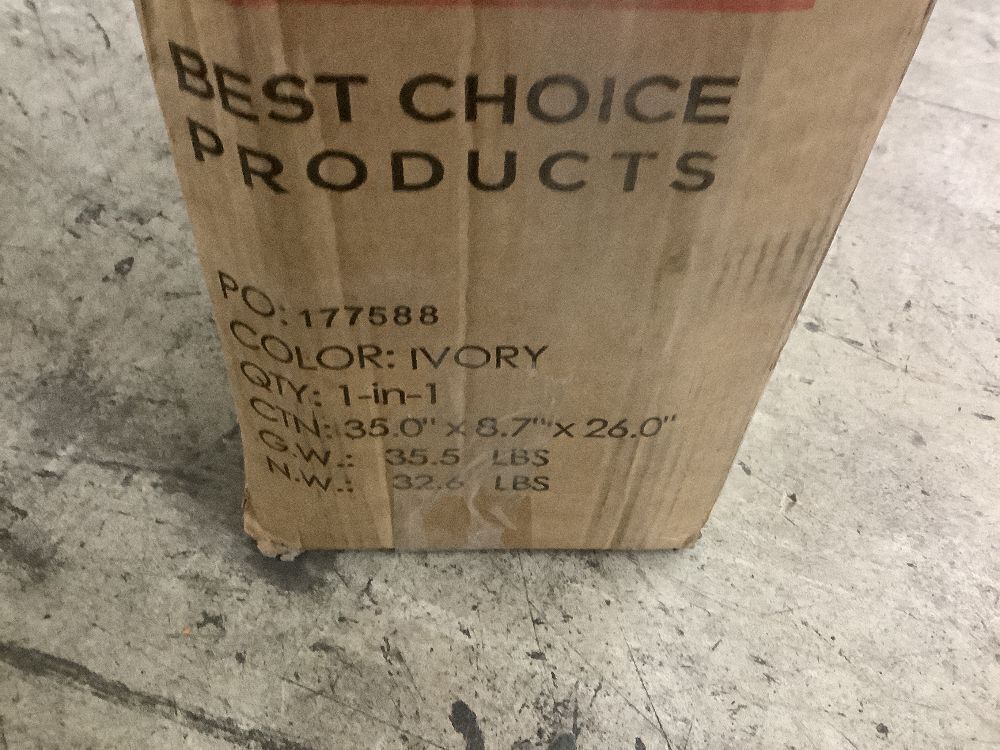 BEST CHOICE
PRODUCTS
PO: 177588
COLOR: IVORY
QTY: 1-in-1
CTN: 35.0" x 8.7" x 26.0"
G.W.: 35.5 LBS
N.W.: 32.6 LBS